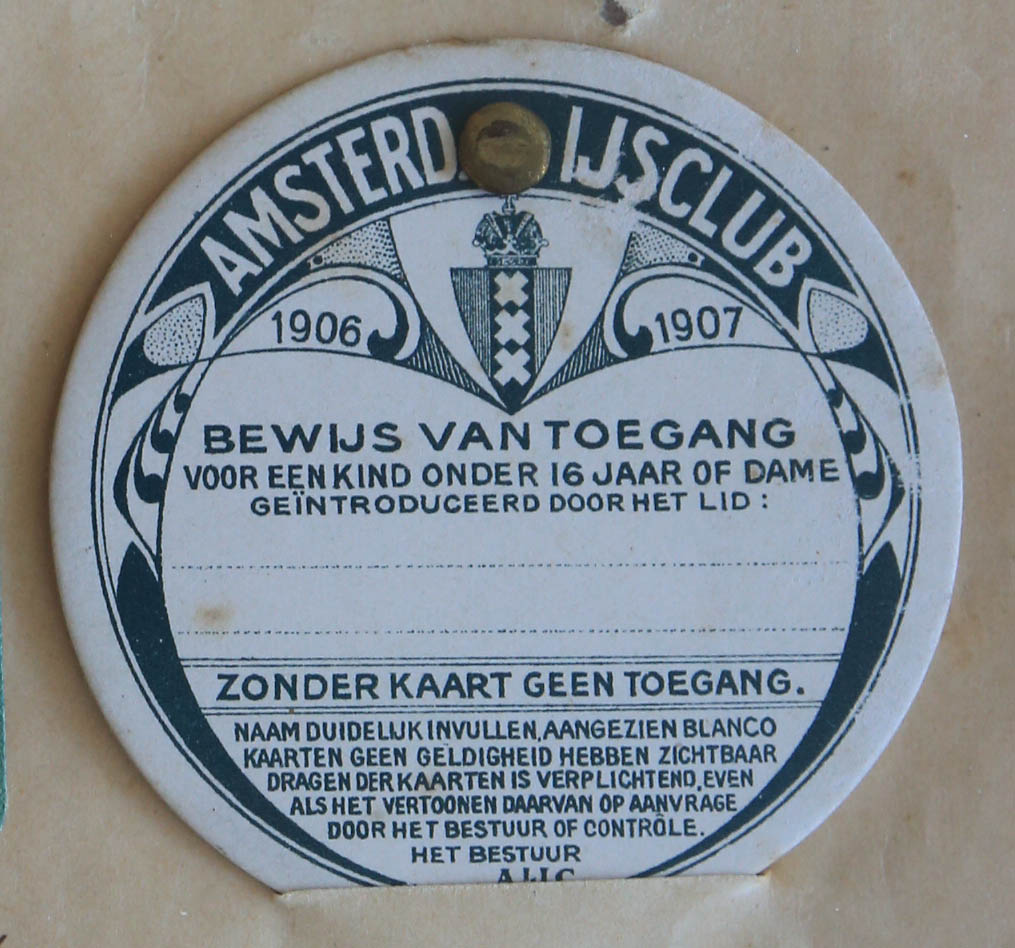 AMSTERD IJSCLUB
1906 1907
BEWIJS VAN TOEGANG
VOOR EEN KIND ONDER 16 JAAR OF DAME
GEÏNTRODUCEERD DOOR HET LID :
ZONDER KAART GEEN TOEGANG.
NAAM DUIDELIJK INVULLEN, AANGEZIEN BLANCO
KAARTEN GEEN GELDIGHEID HEBBEN ZICHTBAAR
DRAGEN DER KAARTEN IS VERPLICHTEND, EVEN
ALS HET VERTOONEN DAARVAN OP AANVRAGE
DOOR HET BESTUUR OF CONTRÔLE.
HET BESTUUR